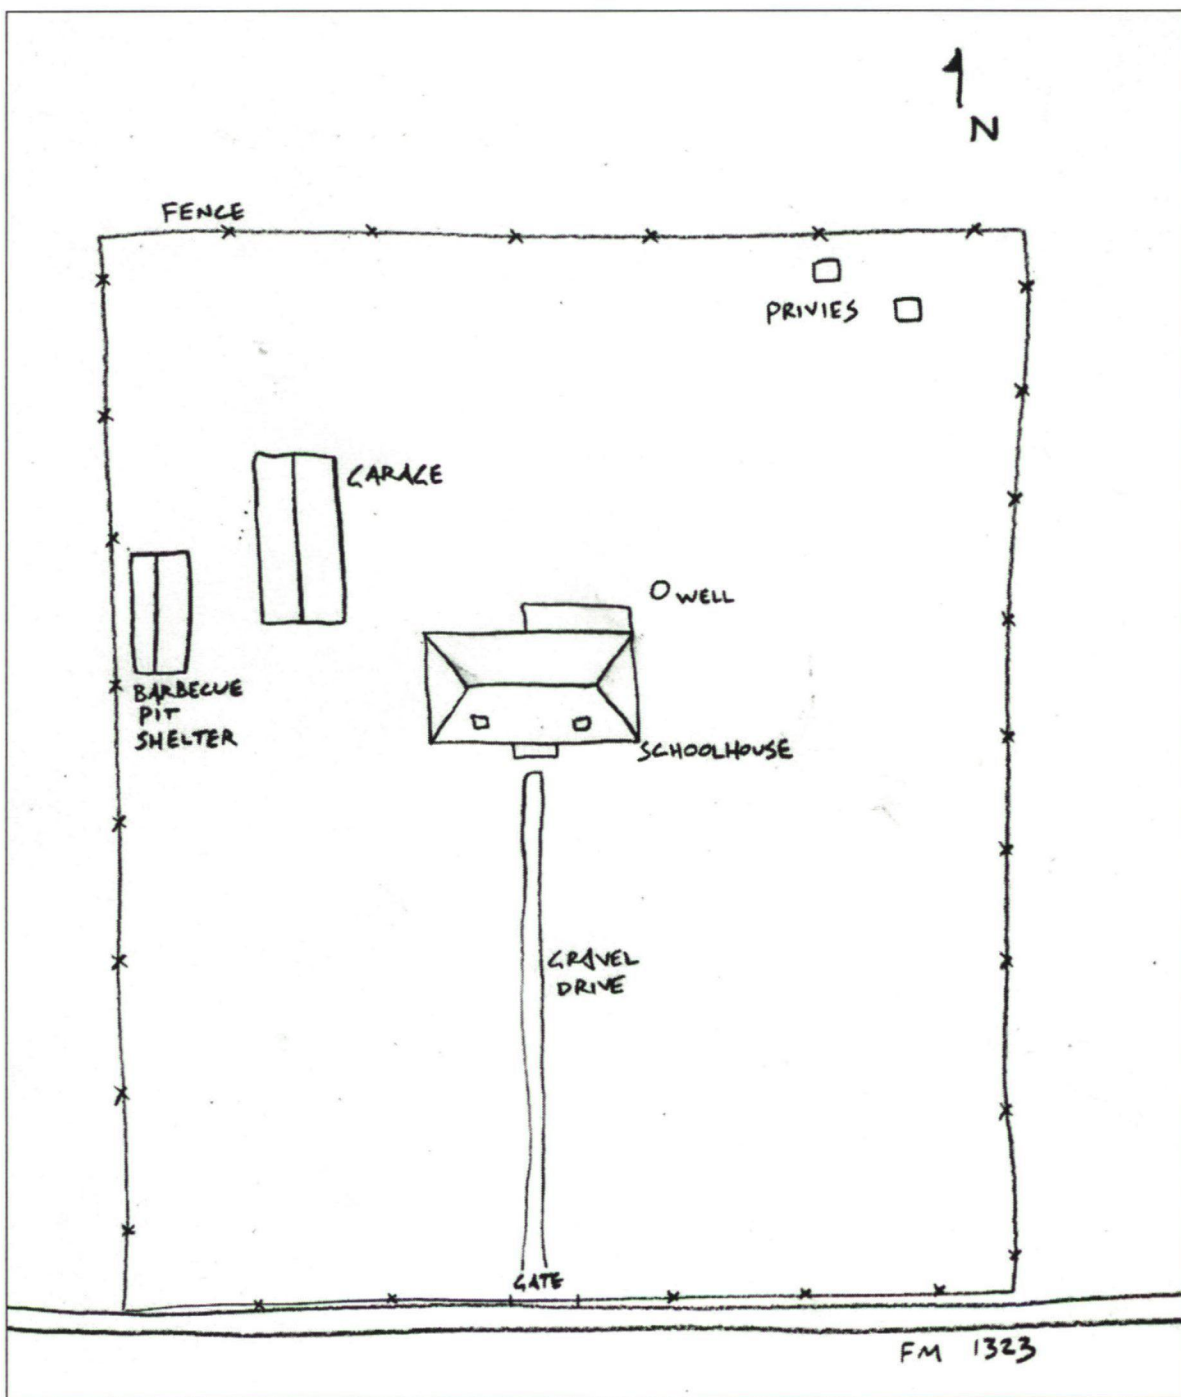 N
FENCE
PRIVIES
GARAGE
WELL
BARBECUE
PIT
SHELTER
SCHOOLHOUSE
GRAVEL
DRIVE
GATE
FM 1323